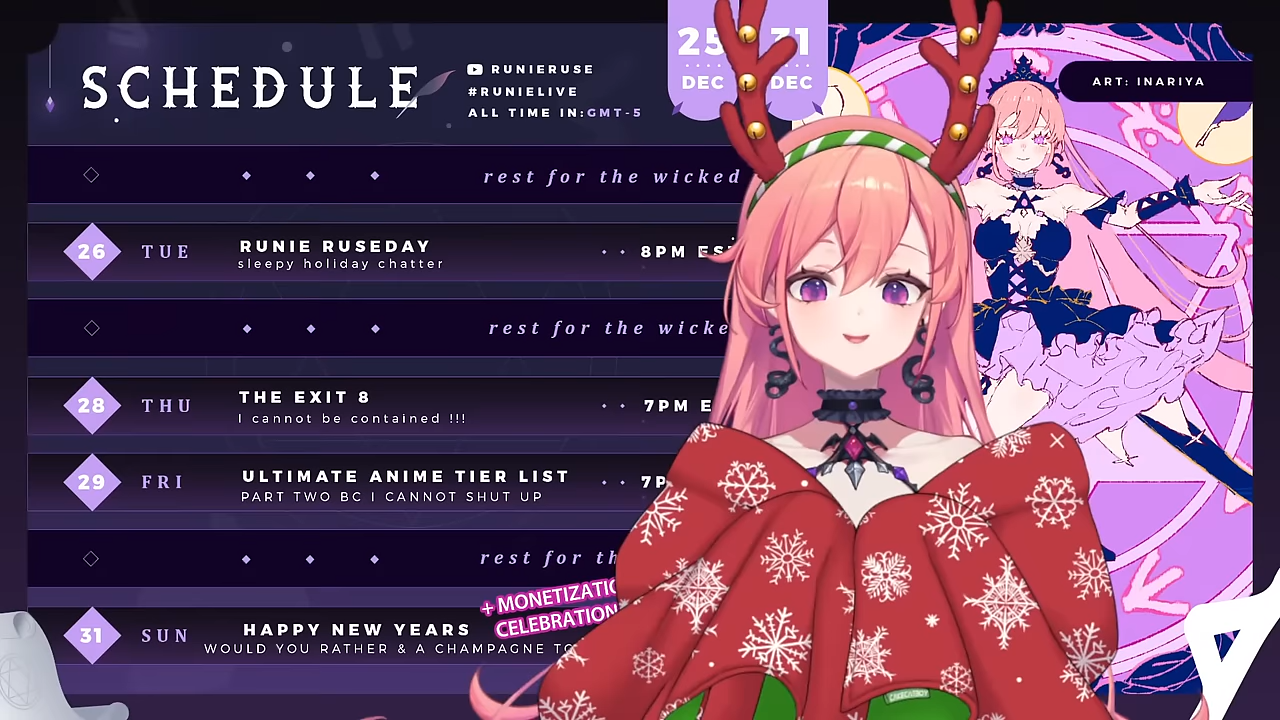 SCHEDULE
RUNIERUSE
#RUNIELIVE
ALL TIME IN:GMT-5
25 31
DEC DEC
ART: INARIYA
rest for the wicked
26 TUE RUNIE RUSEDAY 8PM EST
sleepy holiday chatter
rest for the wicke
28 THU THE EXIT 8 7PM E
I cannot be contained !!!
29 FRI ULTIMATE ANIME TIER LIST 7P
PART TWO BC I CANNOT SHUT UP
rest for th
+ MONETIZATIO
CELEBRATION
31 SUN HAPPY NEW YEARS
WOULD YOU RATHER & A CHAMPAGNE TO